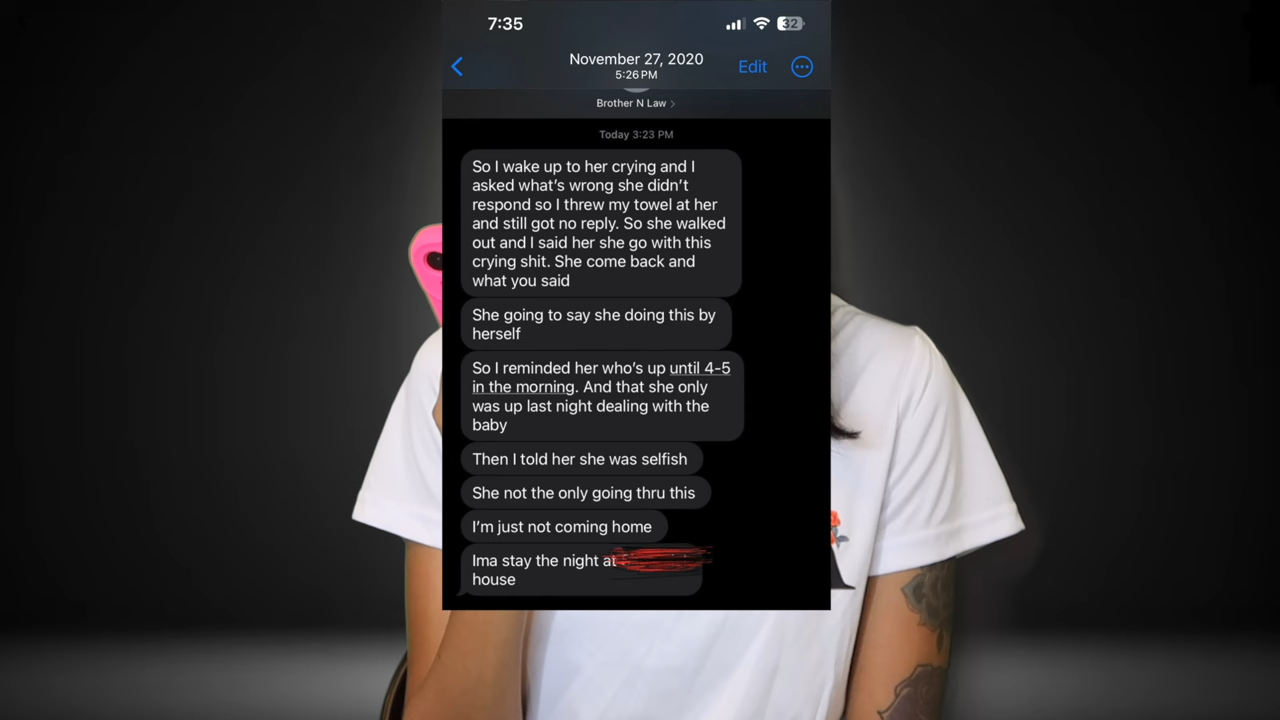 7:35
32
November 27, 2020
5:26 PM
Edit
Brother N Law
Today 3:23 PM
So I wake up to her crying and I
asked what's wrong she didn't
respond so I threw my towel at her
and still got no reply. So she walked
out and I said her she go with this
crying shit. She come back and
what you said
She going to say she doing this by
herself
So I reminded her who's up until 4-5
in the morning. And that she only
was up last night dealing with the
baby
Then I told her she was selfish
She not the only going thru this
I'm just not coming home
Ima stay the night at
house